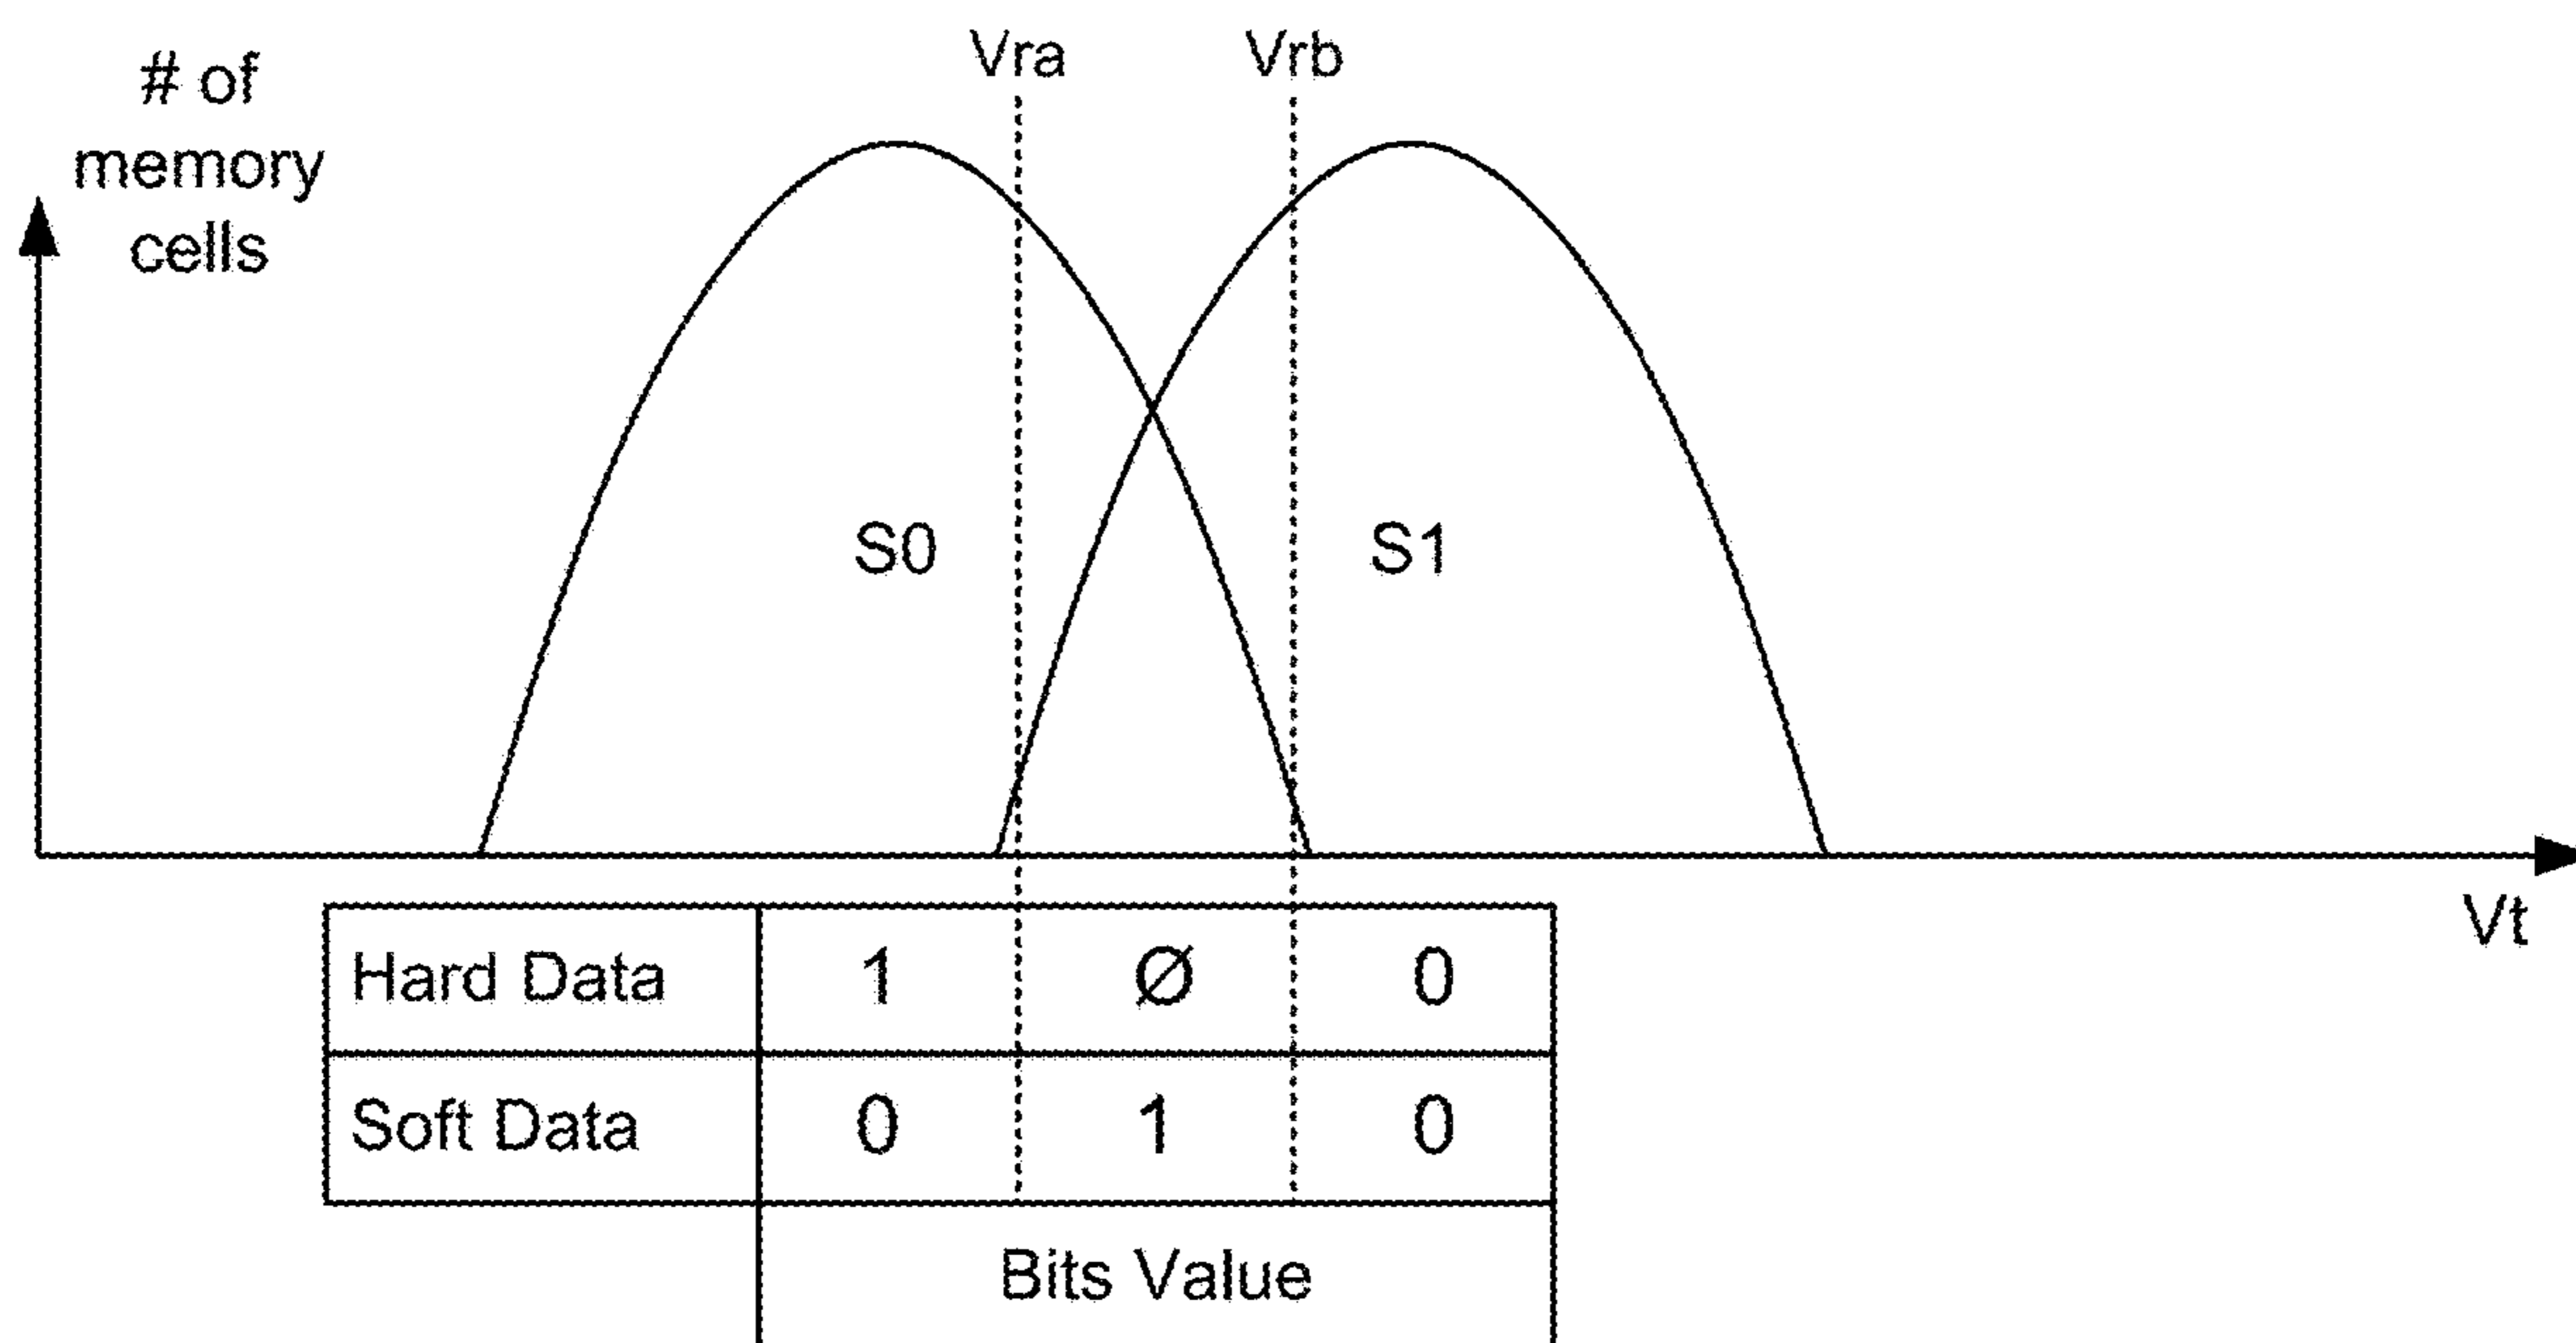 # of
memory
cells
Vra Vrb
S0 S1
Vt
Hard Data 1 Ø 0
Soft Data 0 1 0
Bits Value